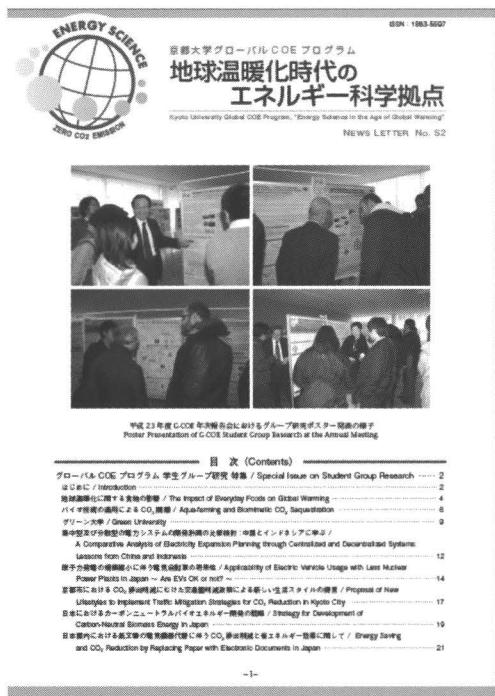 ENERGY SCIENCE
ZERO CO2 EMISSION
ISSN : 1883-5597
京都大学グローバルCOEプログラム
地球温暖化時代の
エネルギー科学拠点
Kyoto University Global COE Program, "Energy Science in the Age of Global Warming"
NEWS LETTER No. S2
平成23年度G-COE年次報告会におけるグループ研究ポスター発表の様子
Poster Presentation of G-COE Student Group Research at the Annual Meeting.
目 次 (Contents)
グローバルCOEプログラム 学生グループ研究 特集 / Special Issue on Student Group Research ...... 2
はじめに / Introduction ...... 2
地球温暖化に関する食物の影響 / The Impact of Everyday Foods on Global Warming ...... 4
バイオ技術の適用によるCO₂隔離 / Aqua-farming and Biomimetic CO₂ Sequestration ...... 6
グリーン大学 / Green University ...... 9
集中型及び分散型の電力システムの開発計画の比較検討:中国とインドネシアに学ぶ /
A Comparative Analysis of Electricity Expansion Planning through Centralized and Decentralized Systems:
Lessons from China and Indonesia ...... 12
原子力発電の規模縮小に伴う電気自動車の / Applicability of Electric Vehicle Usage with Less Nuclear
Power Plants in Japan ~ Are EVs OK or not? ~ ...... 14
京都市におけるCO₂排出削減にむけた交通量削減政策による新しい生活スタイルの提言 / Proposal of New
Lifestyles to Implement Traffic Mitigation Strategies for CO₂ Reduction in Kyoto City ...... 17
日本におけるカーボンニュートラルバイオエネルギー開発の戦略 / Strategy for Development of
Carbon-Neutral Biomass Energy in Japan ...... 19
日本国内における紙文書の電気機器代替に伴うCO₂排出削減と省エネルギー効果に関して / Energy Saving
and CO₂ Reduction by Replacing Paper with Electronic Documents in Japan ...... 21
-1-